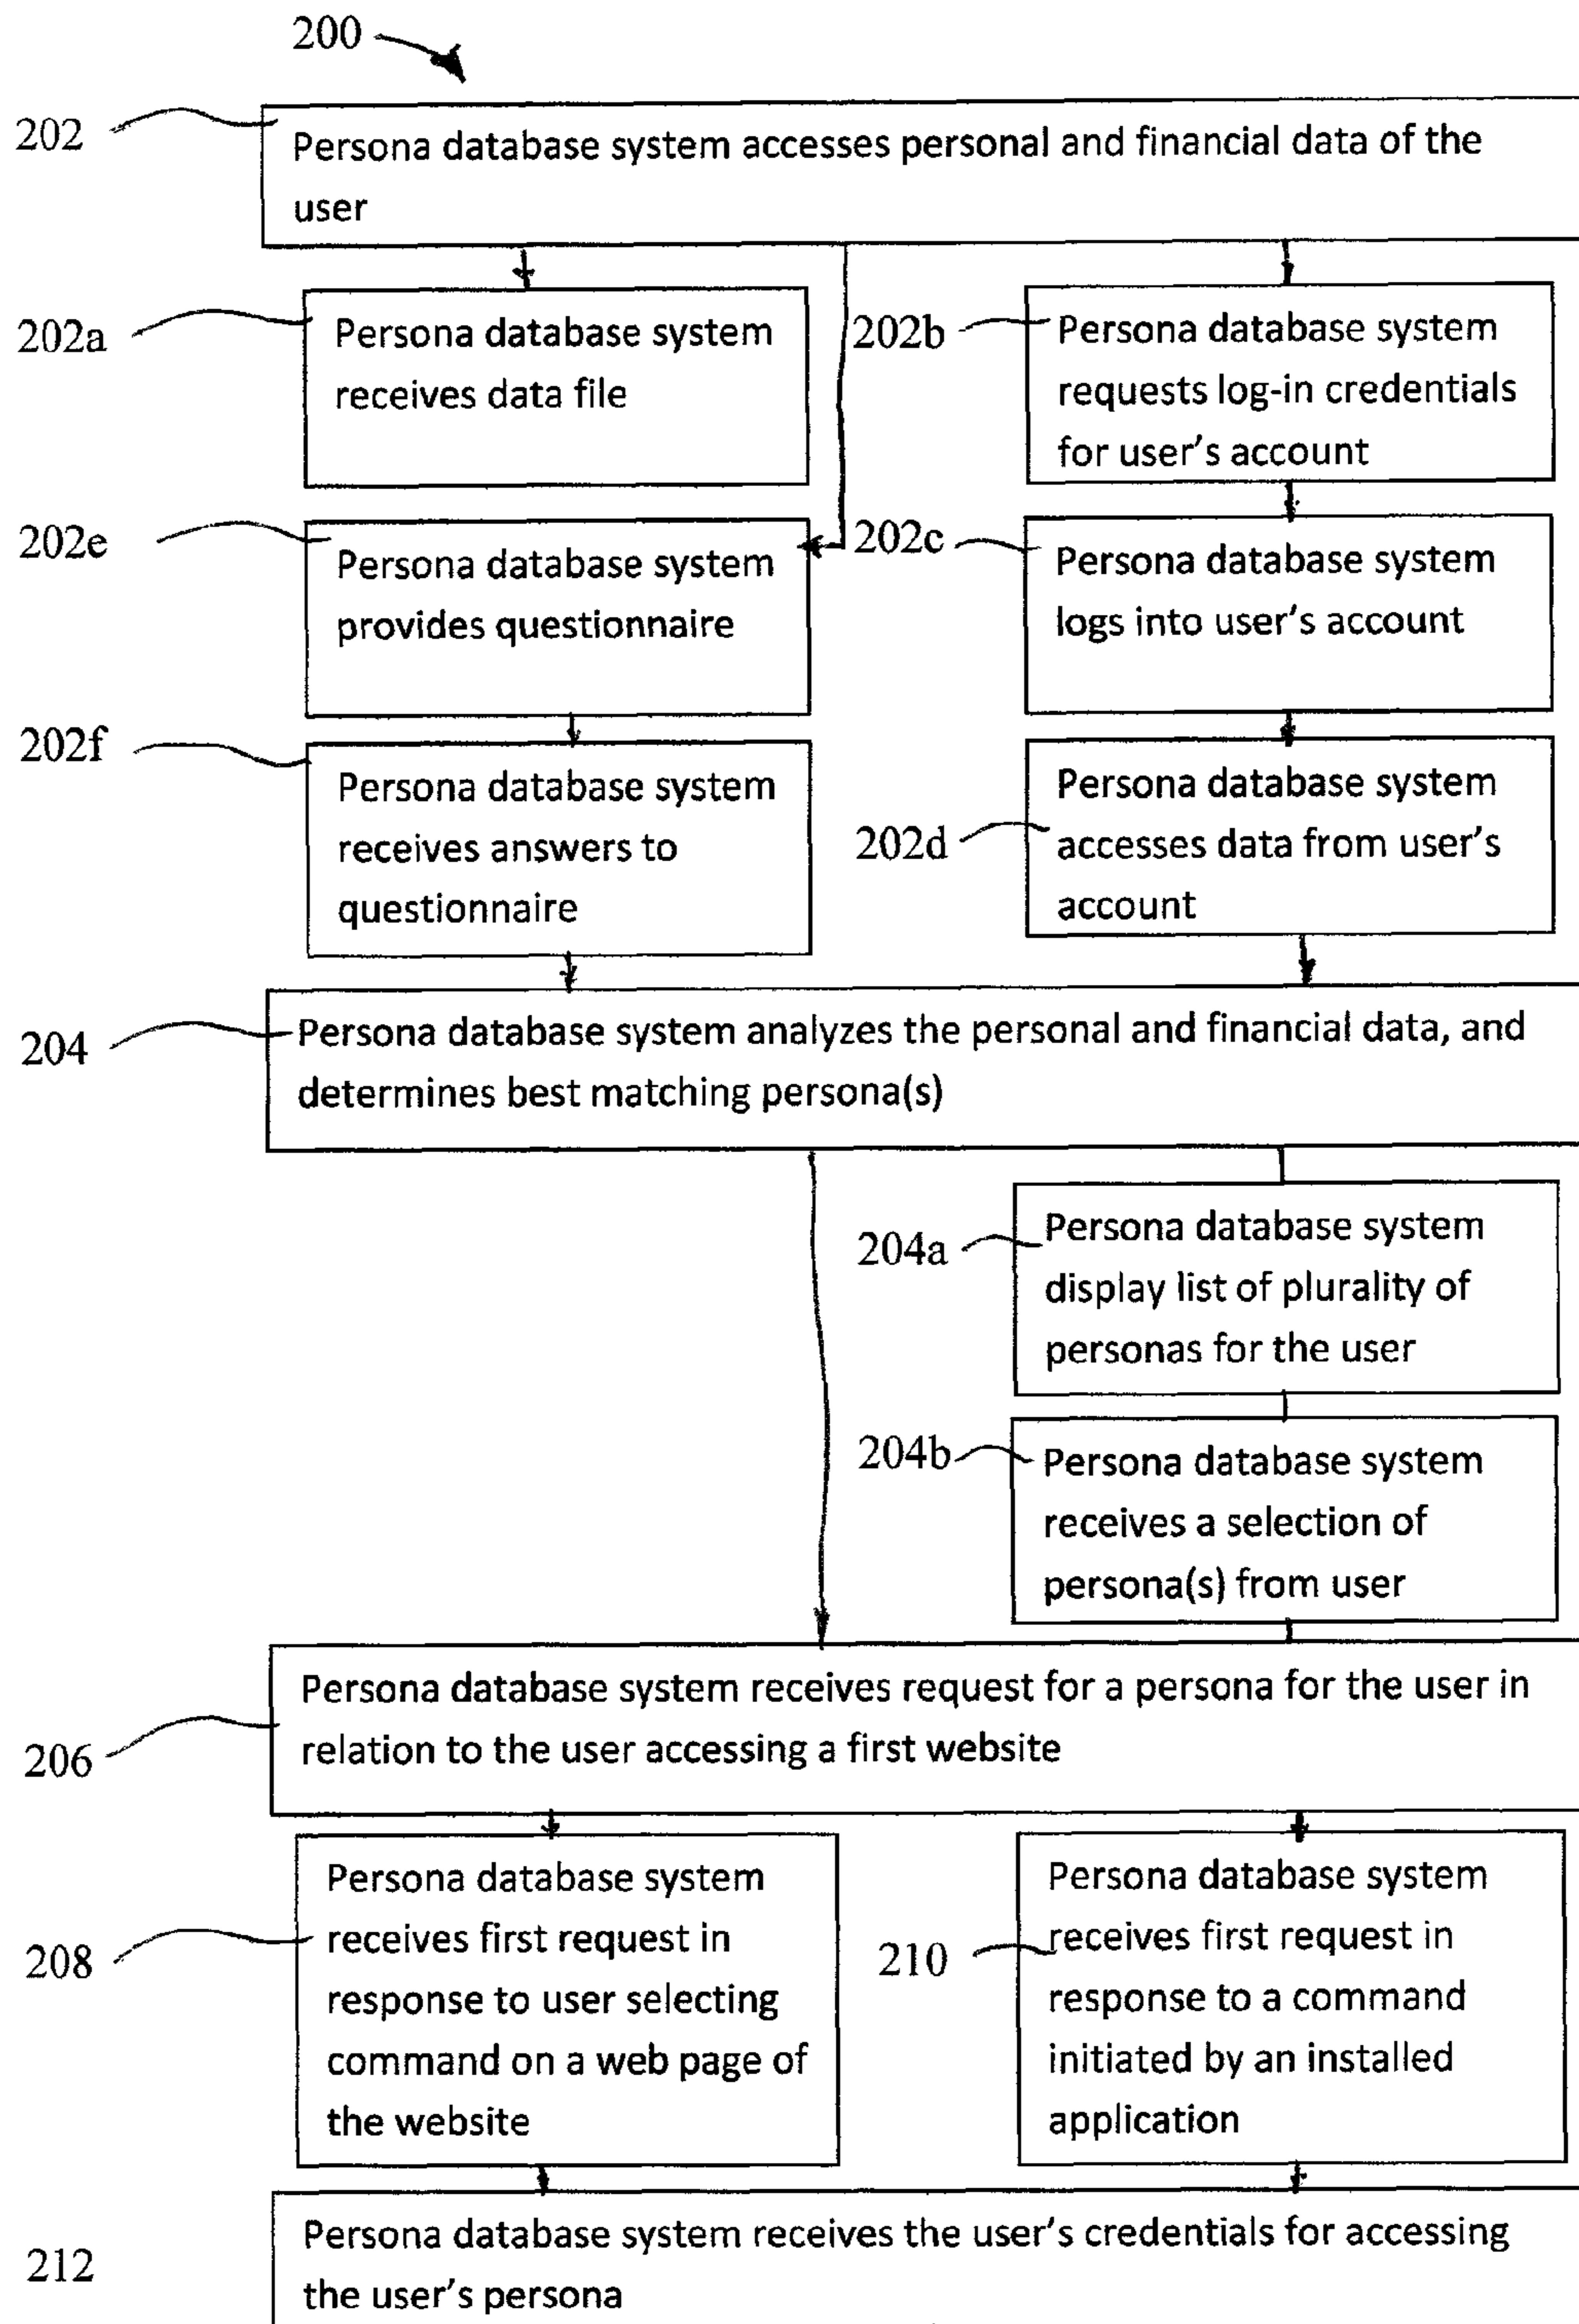 200
202
Persona database system accesses personal and financial data of the
user
202a
Persona database system
receives data file
202b
Persona database system
requests log-in credentials
for user's account
202e
Persona database system
provides questionnaire
202c
Persona database system
logs into user's account
202f
Persona database system
receives answers to
questionnaire
202d
Persona database system
accesses data from user's
account
204
Persona database system analyzes the personal and financial data, and
determines best matching persona(s)
204a
Persona database system
display list of plurality of
personas for the user
204b
Persona database system
receives a selection of
persona(s) from user
206
Persona database system receives request for a persona for the user in
relation to the user accessing a first website
208
Persona database system
receives first request in
response to user selecting
command on a web page of
the website
210
Persona database system
receives first request in
response to a command
initiated by an installed
application
212
Persona database system receives the user's credentials for accessing
the user's persona